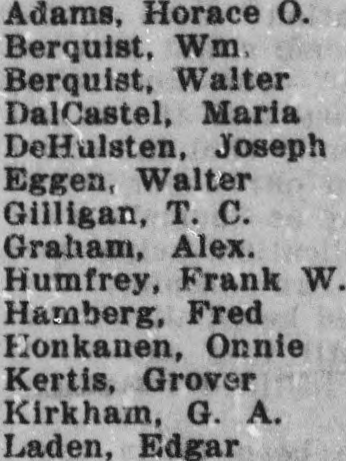 Adams, Horace O.
Berquist, Wm.
Berquist, Walter
DalCastel, Maria
DeHulsten, Joseph
Eggen, Walter
Gilligan, T. C.
Graham, Alex.
Humfrey, Frank W.
Hamberg, Fred
Honkanen, Onnie
Kertis, Grover
Kirkham, G. A.
Laden, Edgar